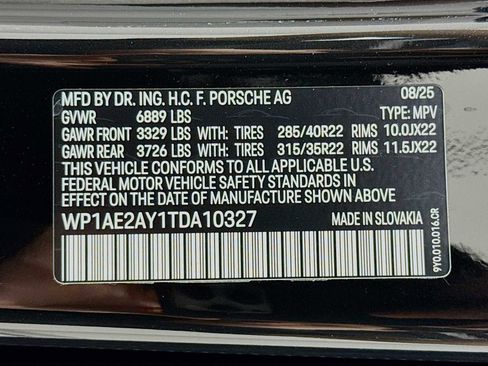 MFD BY DR. ING. H.C. F. PORSCHE AG 08/25
GVWR 6889 LBS TYPE: MPV
GAWR FRONT 3329 LBS WITH: TIRES 285/40R22 RIMS 10.0JX22
GAWR REAR 3726 LBS WITH: TIRES 315/35R22 RIMS 11.5JX22
THIS VEHICLE CONFORMS TO ALL APPLICABLE U.S.
FEDERAL MOTOR VEHICLE SAFETY STANDARDS IN
EFFECT ON THE DATE OF MANUFACTURE SHOWN ABOVE
WP1AE2AY1TDA10327 MADE IN SLOVAKIA
9Y0.010.016.CR